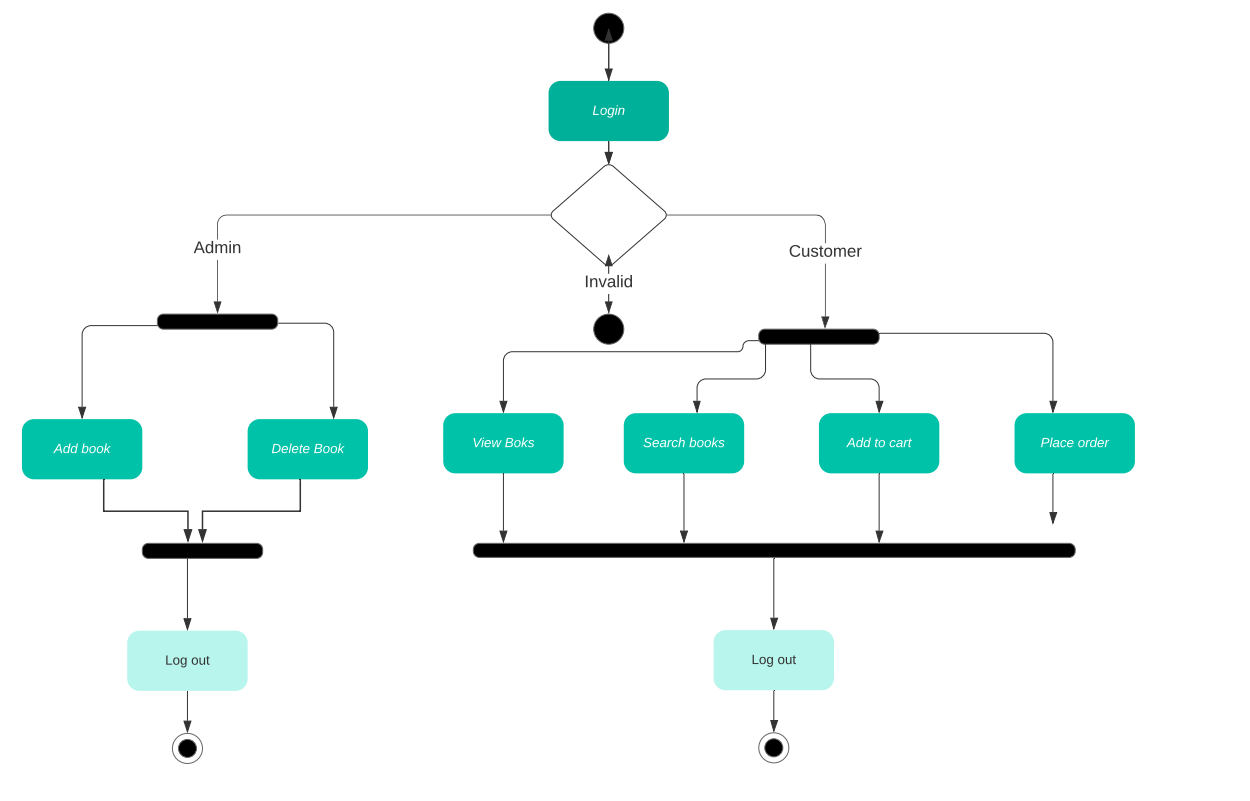 Login
Admin
Customer
Invalid
Add book
Delete Book
View Boks
Search books
Add to cart
Place order
Log out
Log out